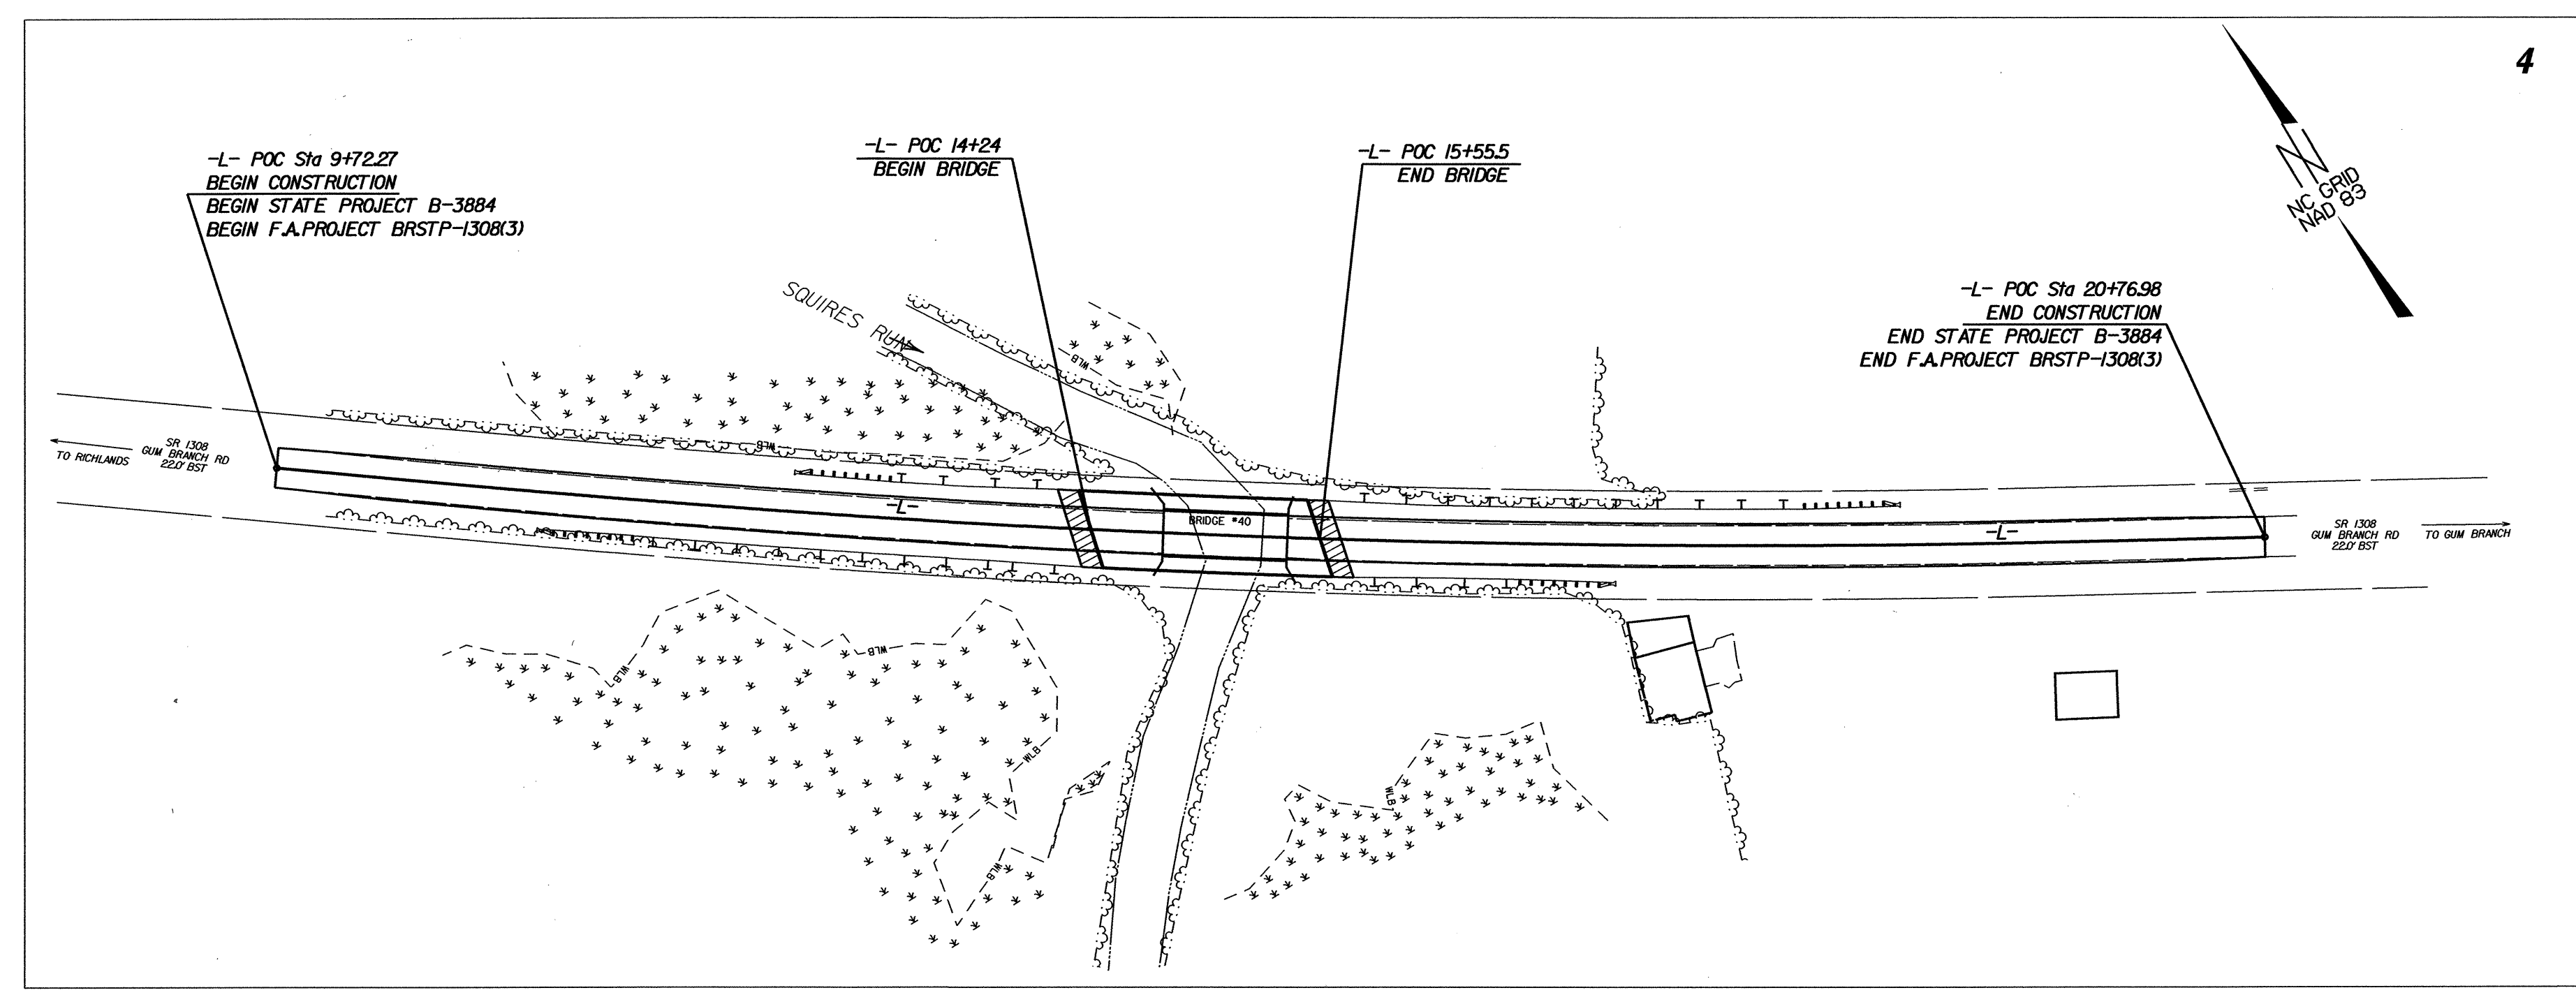 4
-L- POC Sta 9+72.27
BEGIN CONSTRUCTION
BEGIN STATE PROJECT B-3884
BEGIN F.A.PROJECT BRSTP-1308(3)
-L- POC 14+24
BEGIN BRIDGE
-L- POC 15+55.5
END BRIDGE
NC GRID
NAD 83
-L- POC Sta 20+76.98
END CONSTRUCTION
END STATE PROJECT B-3884
END F.A.PROJECT BRSTP-1308(3)
SQUIRES RUN
WLB
WLB
SR 1308
GUM BRANCH RD
22.0' BST
TO RICHLANDS
-L-
BRIDGE #40
-L-
SR 1308
GUM BRANCH RD
22.0' BST
TO GUM BRANCH
WLB
WLB
WLB
WLB
WLB